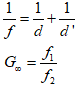 1/f = 1/d + 1/d'
G∞ = f₁/f₂